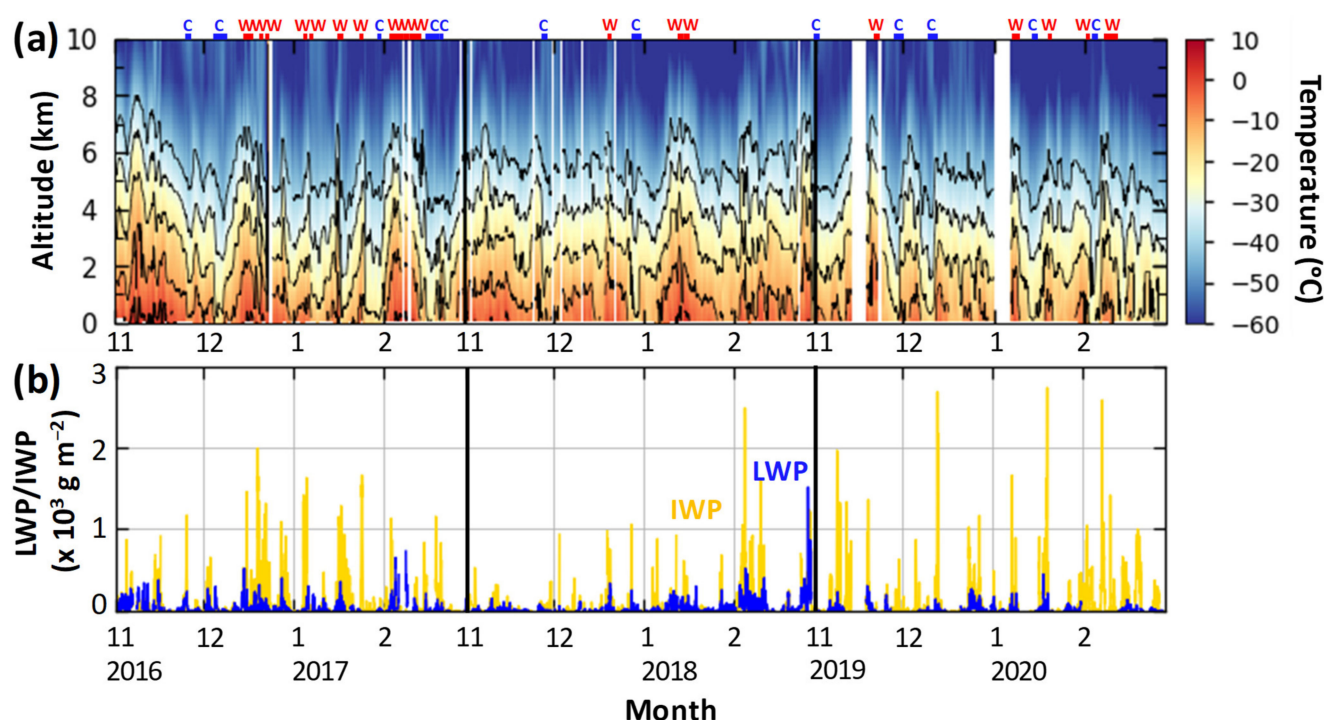 C C WWWW WW W W C WWWWW CC C W C WW C W C C W C W W C W
(a)
10
8
6
4
2
0
Altitude (km)
11 12 1 2 11 12 1 2 11 12 1 2
10
0
−10
−20
−30
−40
−50
−60
Temperature (°C)
(b)
3
2
1
0
LWP/IWP
(x 10³ g m⁻²)
LWP
IWP
11 12 1 2 11 12 1 2 11 12 1 2
2016 2017 2018 2019 2020
Month